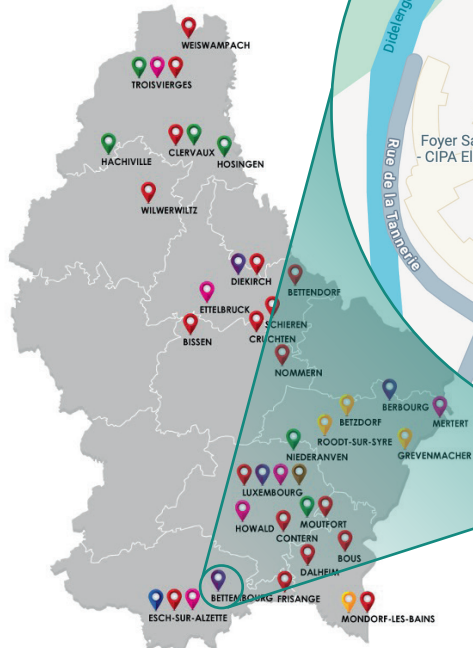 WEISWAMPACH
TROISVIERGES
HACHIVILLE
CLERVAUX
HOSINGEN
WILWERWILTZ
DIEKIRCH
BETTENDORF
ETTELBRUCK
SCHIEREN
BISSEN
CRUCHTEN
NOMMERN
BERBOURG
BETZDORF
MERTERT
ROODT-SUR-SYRE
GREVENMACHER
NIEDERANVEN
LUXEMBOURG
HOWALD
MOUTFORT
CONTERN
BOUS
DALHEIM
BETTEMBOURG
FRISANGE
ESCH-SUR-ALZETTE
MONDORF-LES-BAINS
Rue de la Tannerie
Foyer
- CIPA